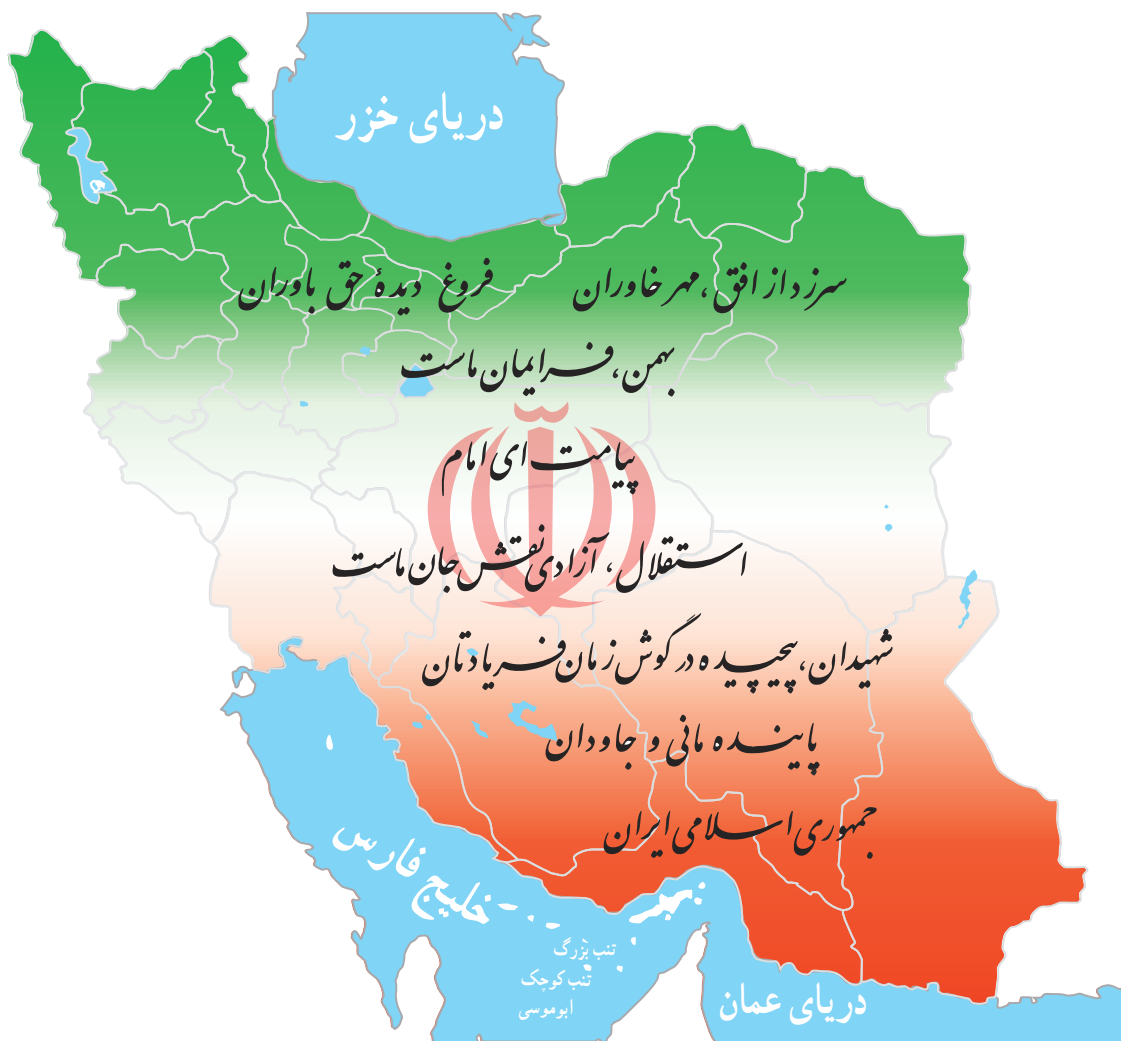 دریای خزر
سرزد از افق، مهر خاوران فروغ دیدهٔ حق باوران
بهمن، فر ایمان ماست
پیامت ای امام
استقلال، آزادی نقش جان ماست
شهیدان، پیچیده در گوش زمان فریادتان
پاینده مانی و جاودان
جمهوری اسلامی ایران
خلیج فارس
تنب بزرگ
تنب کوچک
ابوموسی
دریای عمان